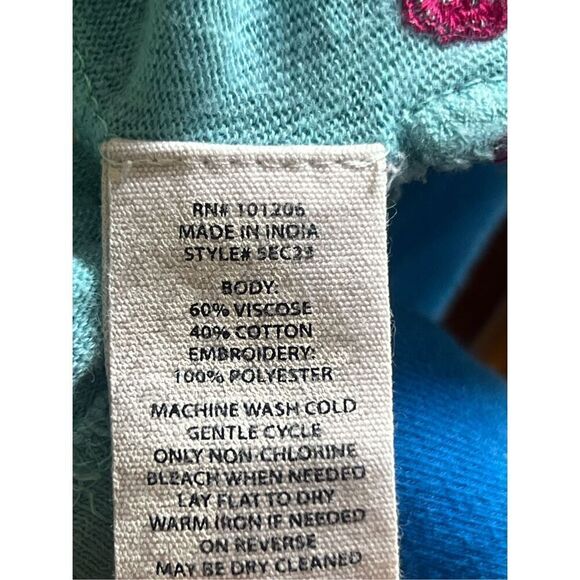 RN# 101206
MADE IN INDIA
STYLE# 5EC23
BODY:
60% VISCOSE
40% COTTON
EMBROIDERY:
100% POLYESTER
MACHINE WASH COLD
GENTLE CYCLE
ONLY NON-CHLORINE
BLEACH WHEN NEEDED
LAY FLAT TO DRY
WARM IRON IF NEEDED
ON REVERSE
MAY BE DRY CLEANED